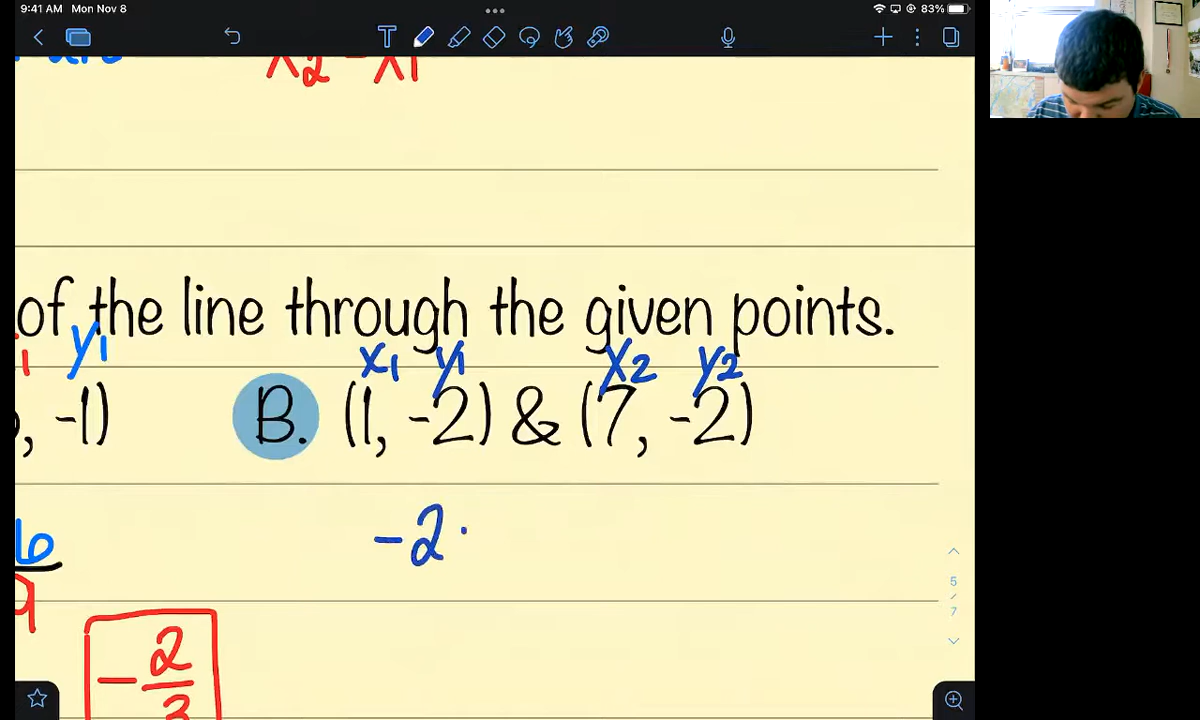 9:41 AM Mon Nov 8
83%
T
x2 - x1
of the line through the given points.
y1
x1 y1 x2 y2
, -1) B. (1, -2) & (7, -2)
-2
6
9
5
/
7
- 2
3